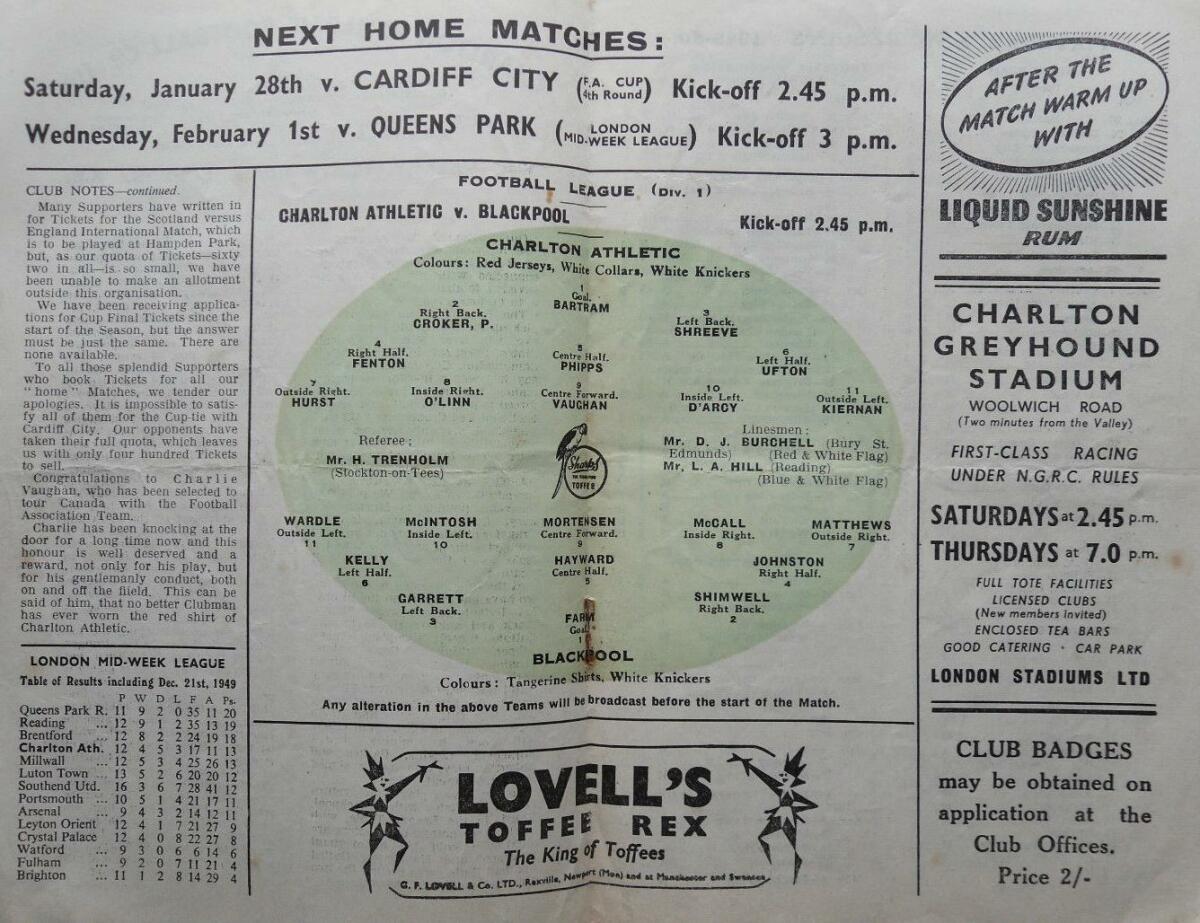 NEXT HOME MATCHES:
Saturday, January 28th v. CARDIFF CITY (F.A. CUP 4th Round) Kick-off 2.45 p.m.
Wednesday, February 1st v. QUEENS PARK (LONDON MID-WEEK LEAGUE) Kick-off 3 p.m.
CLUB NOTES—continued.
Many Supporters have written in
for Tickets for the Scotland versus
England International Match, which
is to be played at Hampden Park,
but, as our quota of Tickets—sixty
two in all—is so small, we have
been unable to make an allotment
outside this organisation.
We have been receiving applica-
tions for Cup Final Tickets since the
start of the Season, but the answer
must be just the same. There are
none available.
To all those splendid Supporters
who book Tickets for all our
"home" Matches, we tender our
apologies. It is impossible to satis-
fy all of them for the Cup-tie with
Cardiff City. Our opponents have
taken their full quota, which leaves
us with only four hundred Tickets
to sell.
Congratulations to Charlie
Vaughan, who has been selected to
tour Canada with the Football
Association Team.
Charlie has been knocking at the
door for a long time now and this
honour is well deserved and a
reward, not only for his play, but
for his gentlemanly conduct, both
on and off the field. This can be
said of him, that no better Clubman
has ever worn the red shirt of
Charlton Athletic.
LONDON MID-WEEK LEAGUE
Table of Results including Dec. 21st, 1949
P W D L F A Ps.
Queens Park R. 11 9 2 0 35 11 20
Reading ... 12 9 1 2 35 13 19
Brentford ... 12 8 2 2 24 19 18
Charlton Ath. 12 4 5 3 17 11 13
Millwall ... 12 5 3 4 25 26 13
Luton Town ... 13 5 2 6 20 20 12
Southend Utd. 16 3 6 7 28 41 12
Portsmouth ... 10 5 1 4 21 17 11
Arsenal ... 9 4 3 2 14 12 11
Leyton Orient 12 4 1 7 21 27 9
Crystal Palace 12 4 0 8 22 27 8
Watford ... 9 3 0 6 6 14 6
Fulham ... 9 2 0 7 11 21 4
Brighton ... 11 1 2 8 14 29 4
FOOTBALL LEAGUE (DIV. 1)
CHARLTON ATHLETIC v. BLACKPOOL Kick-off 2.45 p.m.
CHARLTON ATHLETIC
Colours: Red Jerseys, White Collars, White Knickers
1
Goal.
BARTRAM
2
Right Back.
CROKER, P.
3
Left Back.
SHREEVE
4
Right Half.
FENTON
5
Centre Half.
PHIPPS
6
Left Half.
UFTON
7
Outside Right.
HURST
8
Inside Right.
O'LINN
9
Centre Forward.
VAUGHAN
10
Inside Left.
D'ARCY
11
Outside Left.
KIERNAN
Referee:
Mr. H. TRENHOLM
(Stockton-on-Tees)
Sharps
TOFFEE
Linesmen:
Mr. D. J. BURCHELL (Bury St.
Edmunds) (Red & White Flag)
Mr. L. A. HILL (Reading)
(Blue & White Flag)
WARDLE
Outside Left.
11
McINTOSH
Inside Left.
10
MORTENSEN
Centre Forward.
9
McCALL
Inside Right.
8
MATTHEWS
Outside Right.
7
KELLY
Left Half.
6
HAYWARD
Centre Half.
5
JOHNSTON
Right Half.
4
GARRETT
Left Back.
3
SHIMWELL
Right Back.
2
FARM
Goal
1
BLACKPOOL
Colours: Tangerine Shirts, White Knickers
Any alteration in the above Teams will be broadcast before the start of the Match.
LOVELL'S
TOFFEE REX
The King of Toffees
G. F. LOVELL & Co. LTD., Rexville, Newport (Mon) and at Manchester and Swansea
AFTER THE
MATCH WARM UP
WITH
LIQUID SUNSHINE
RUM
CHARLTON
GREYHOUND
STADIUM
WOOLWICH ROAD
(Two minutes from the Valley)
FIRST-CLASS RACING
UNDER N.G.R.C. RULES
SATURDAYS at 2.45 p.m.
THURSDAYS at 7.0 p.m.
FULL TOTE FACILITIES
LICENSED CLUBS
(New members invited)
ENCLOSED TEA BARS
GOOD CATERING · CAR PARK
LONDON STADIUMS LTD
CLUB BADGES
may be obtained on
application at the
Club Offices.
Price 2/-